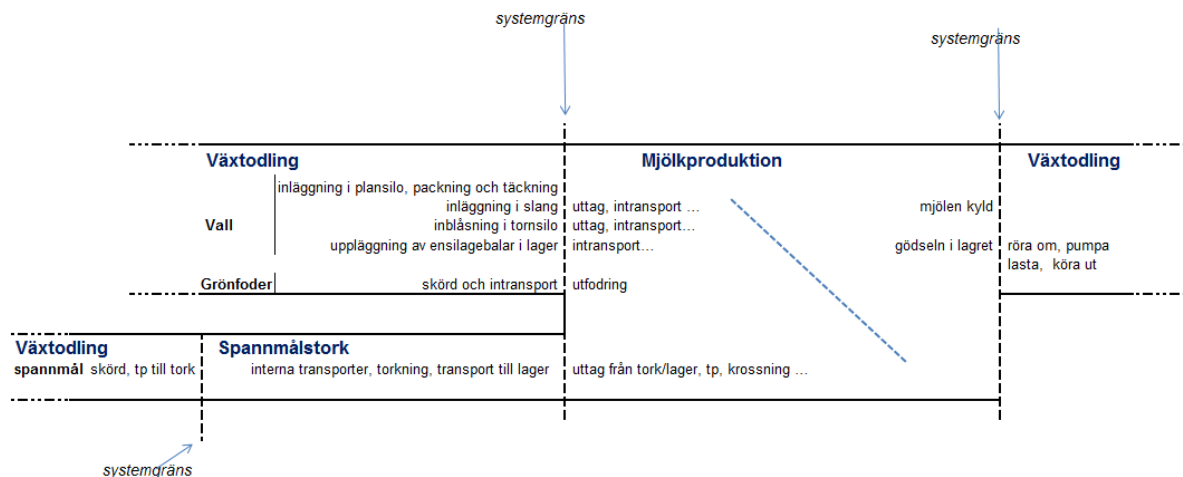 systemgräns
systemgräns
Växtodling Mjölkproduktion Växtodling
inläggning i plansilo, packning och täckning
inläggning i slang uttag, intransport … mjölen kyld
Vall inblåsning i tornsilo uttag, intransport…
uppläggning av ensilagebalar i lager intransport… gödseln i lagret röra om, pumpa
lasta, köra ut
Grönfoder skörd och intransport utfodring
Växtodling Spannmålstork
spannmål skörd, tp till tork interna transporter, torkning, transport till lager uttag från tork/lager, tp, krossning …
systemgräns